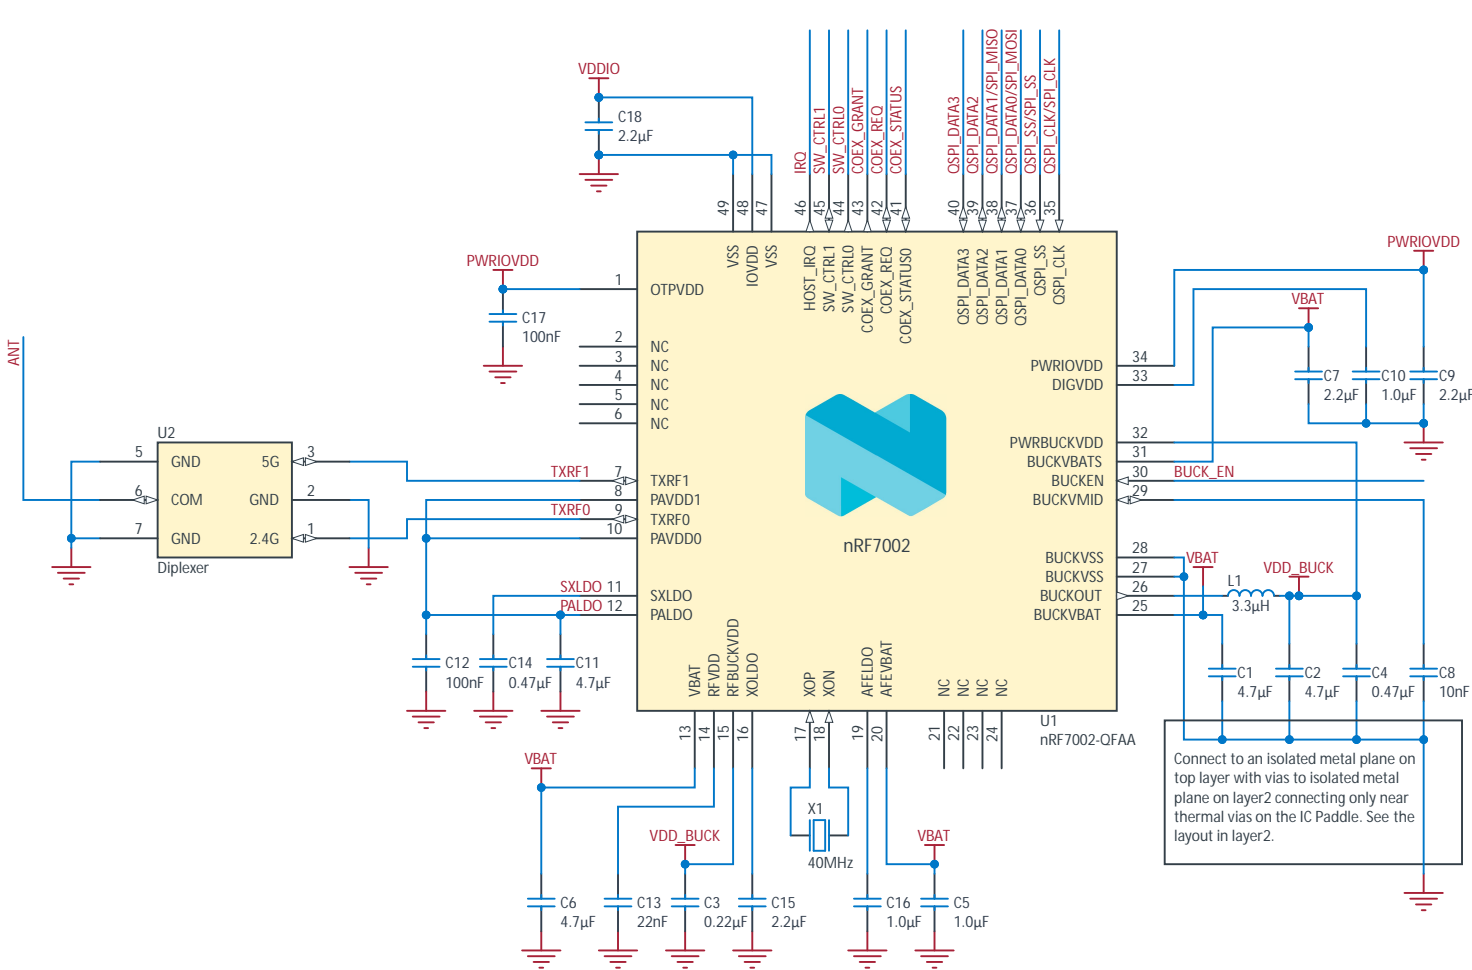 VDDIO
C18
2.2µF
IRQ
SW_CTRL1
SW_CTRL0
COEX_GRANT
COEX_REQ
COEX_STATUS
QSPI_DATA3
QSPI_DATA2
QSPI_DATA1/SPI_MISO
QSPI_DATA0/SPI_MOSI
QSPI_SS/SPI_SS
QSPI_CLK/SPI_CLK
49
48
47
46
45
44
43
42
41
40
39
38
37
36
35
VSS
IOVDD
VSS
HOST_IRQ
SW_CTRL1
SW_CTRL0
COEX_GRANT
COEX_REQ
COEX_STATUS0
QSPI_DATA3
QSPI_DATA2
QSPI_DATA1
QSPI_DATA0
QSPI_SS
QSPI_CLK
PWRIOVDD
1
OTPVDD
C17
100nF
2
NC
3
NC
4
NC
5
NC
6
NC
ANT
U2
5
GND
6
COM
7
GND
5G
3
GND
2
2.4G
1
Diplexer
TXRF1
7
TXRF1
8
PAVDD1
TXRF0
9
TXRF0
10
PAVDD0
SXLDO
11
SXLDO
PALDO
12
PALDO
C12
100nF
C14
0.47µF
C11
4.7µF
nRF7002
PWRIOVDD
VBAT
PWRIOVDD
34
DIGVDD
33
C7
2.2µF
C10
1.0µF
C9
2.2µF
PWRBUCKVDD
32
BUCKVBATS
31
BUCKEN
30
BUCK_EN
BUCKVMID
29
BUCKVSS
28
BUCKVSS
27
BUCKOUT
26
BUCKVBAT
25
VBAT
L1
3.3µH
VDD_BUCK
C1
4.7µF
C2
4.7µF
C4
0.47µF
C8
10nF
VBAT
RFVDD
RFBUCKVDD
XOLDO
XOP
XON
AFELDO
AFEVBAT
NC
NC
NC
NC
13
14
15
16
17
18
19
20
21
22
23
24
U1
nRF7002-QFAA
Connect to an isolated metal plane on
top layer with vias to isolated metal
plane on layer2 connecting only near
thermal vias on the IC Paddle. See the
layout in layer2.
VBAT
VDD_BUCK
X1
40MHz
VBAT
C6
4.7µF
C13
22nF
C3
0.22µF
C15
2.2µF
C16
1.0µF
C5
1.0µF